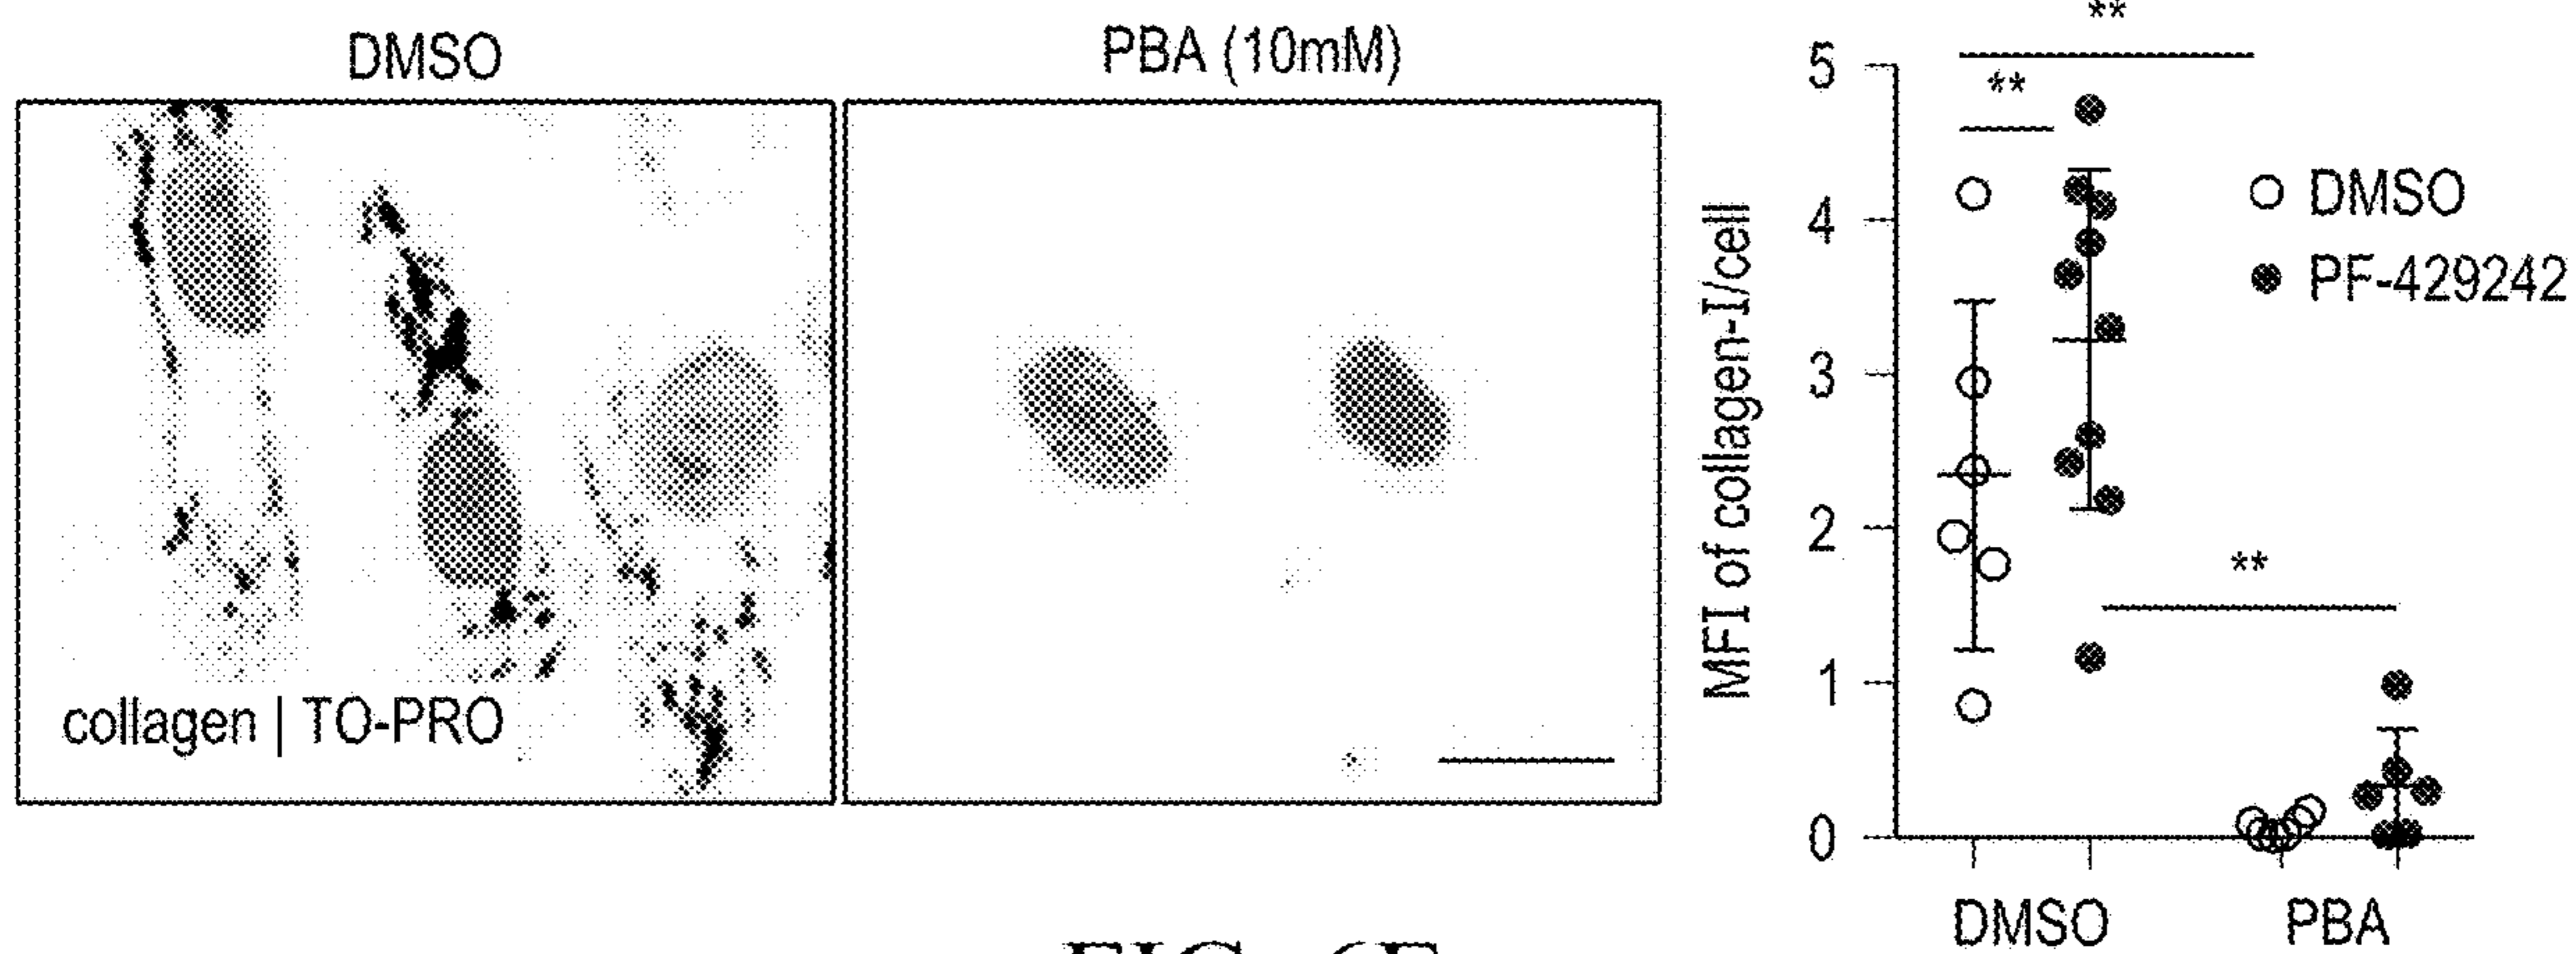 DMSO
PBA (10mM)
collagen | TO-PRO
MFI of collagen-I/cell
5
4
3
2
1
0
**
**
**
DMSO
PF-429242
DMSO
PBA